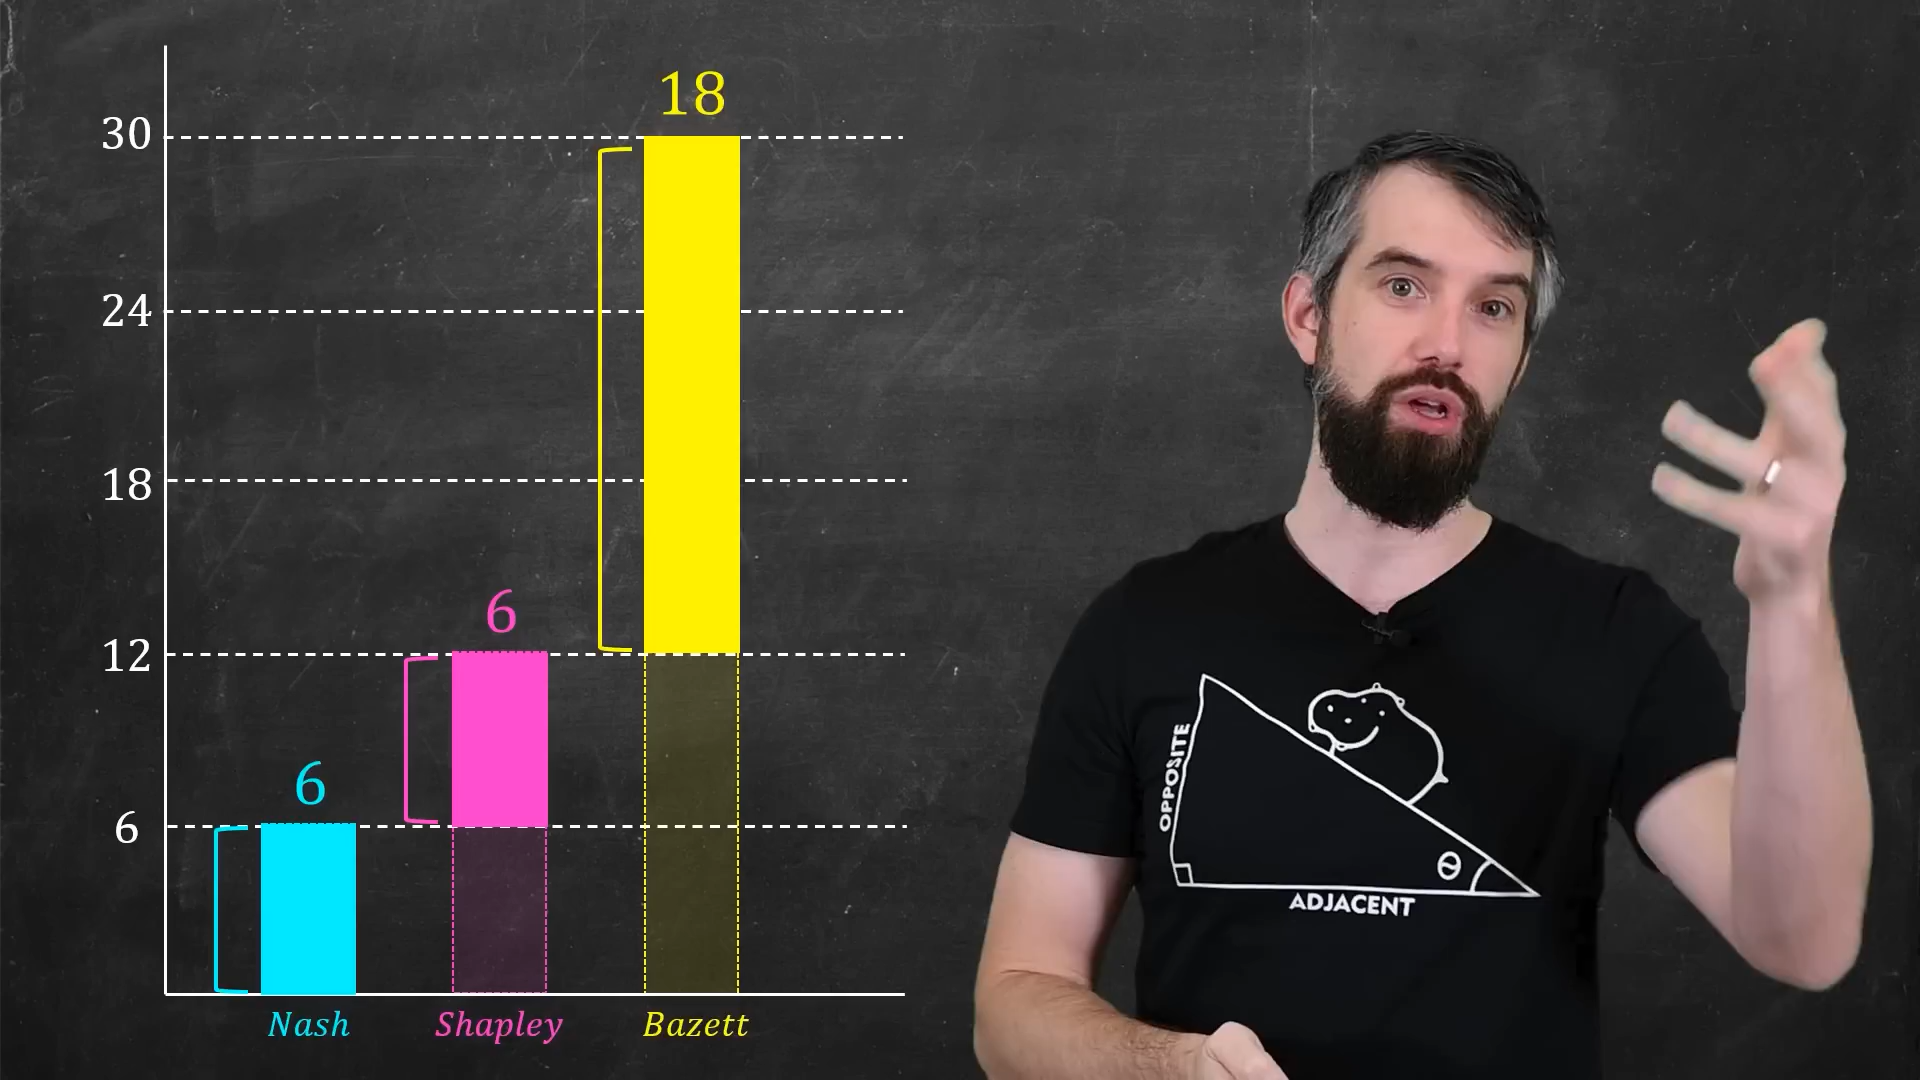 30
24
18
12
6
18
6
6
Nash
Shapley
Bazett
OPPOSITE
θ
ADJACENT